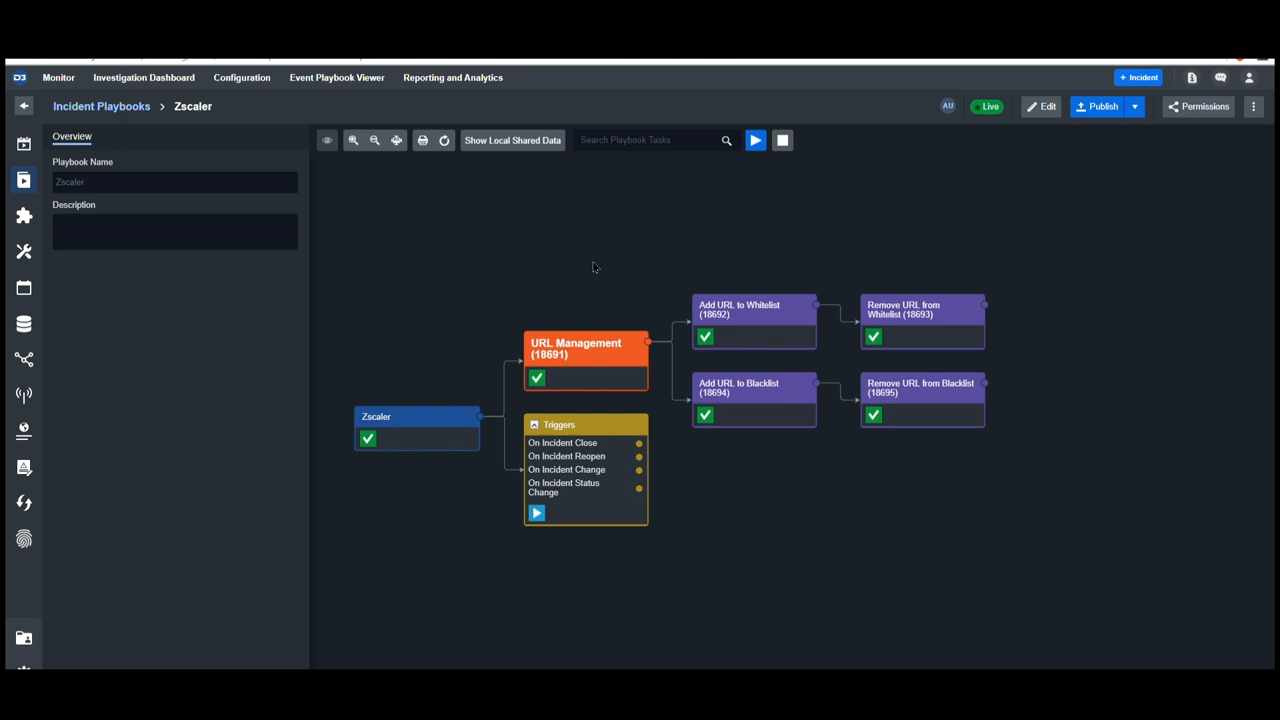 D3
Monitor
Investigation Dashboard
Configuration
Event Playbook Viewer
Reporting and Analytics
+ Incident
Incident Playbooks > Zscaler
AU
Live
Edit
Publish
Permissions
Overview
Show Local Shared Data
Search Playbook Tasks
Playbook Name
Zscaler
Description
Zscaler
URL Management
(18691)
Triggers
On Incident Close
On Incident Reopen
On Incident Change
On Incident Status
Change
Add URL to Whitelist
(18692)
Remove URL from
Whitelist (18693)
Add URL to Blacklist
(18694)
Remove URL from Blacklist
(18695)